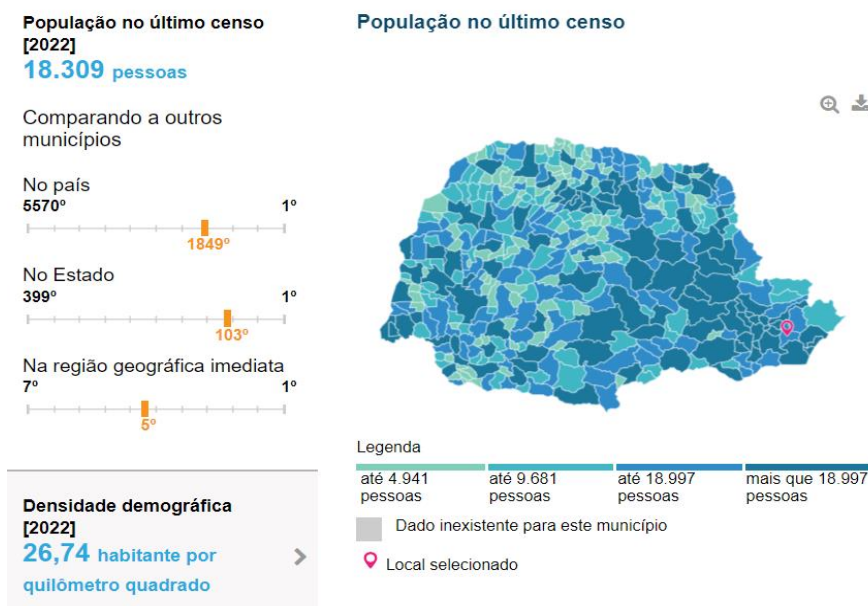 População no último censo
[2022]
18.309 pessoas
Comparando a outros
municípios
No país
5570º 1º
1849º
No Estado
399º 1º
103º
Na região geográfica imediata
7º 1º
5º
Densidade demográfica
[2022]
26,74 habitante por
quilômetro quadrado
População no último censo
Legenda
até 4.941
pessoas
até 9.681
pessoas
até 18.997
pessoas
mais que 18.997
pessoas
Dado inexistente para este município
Local selecionado